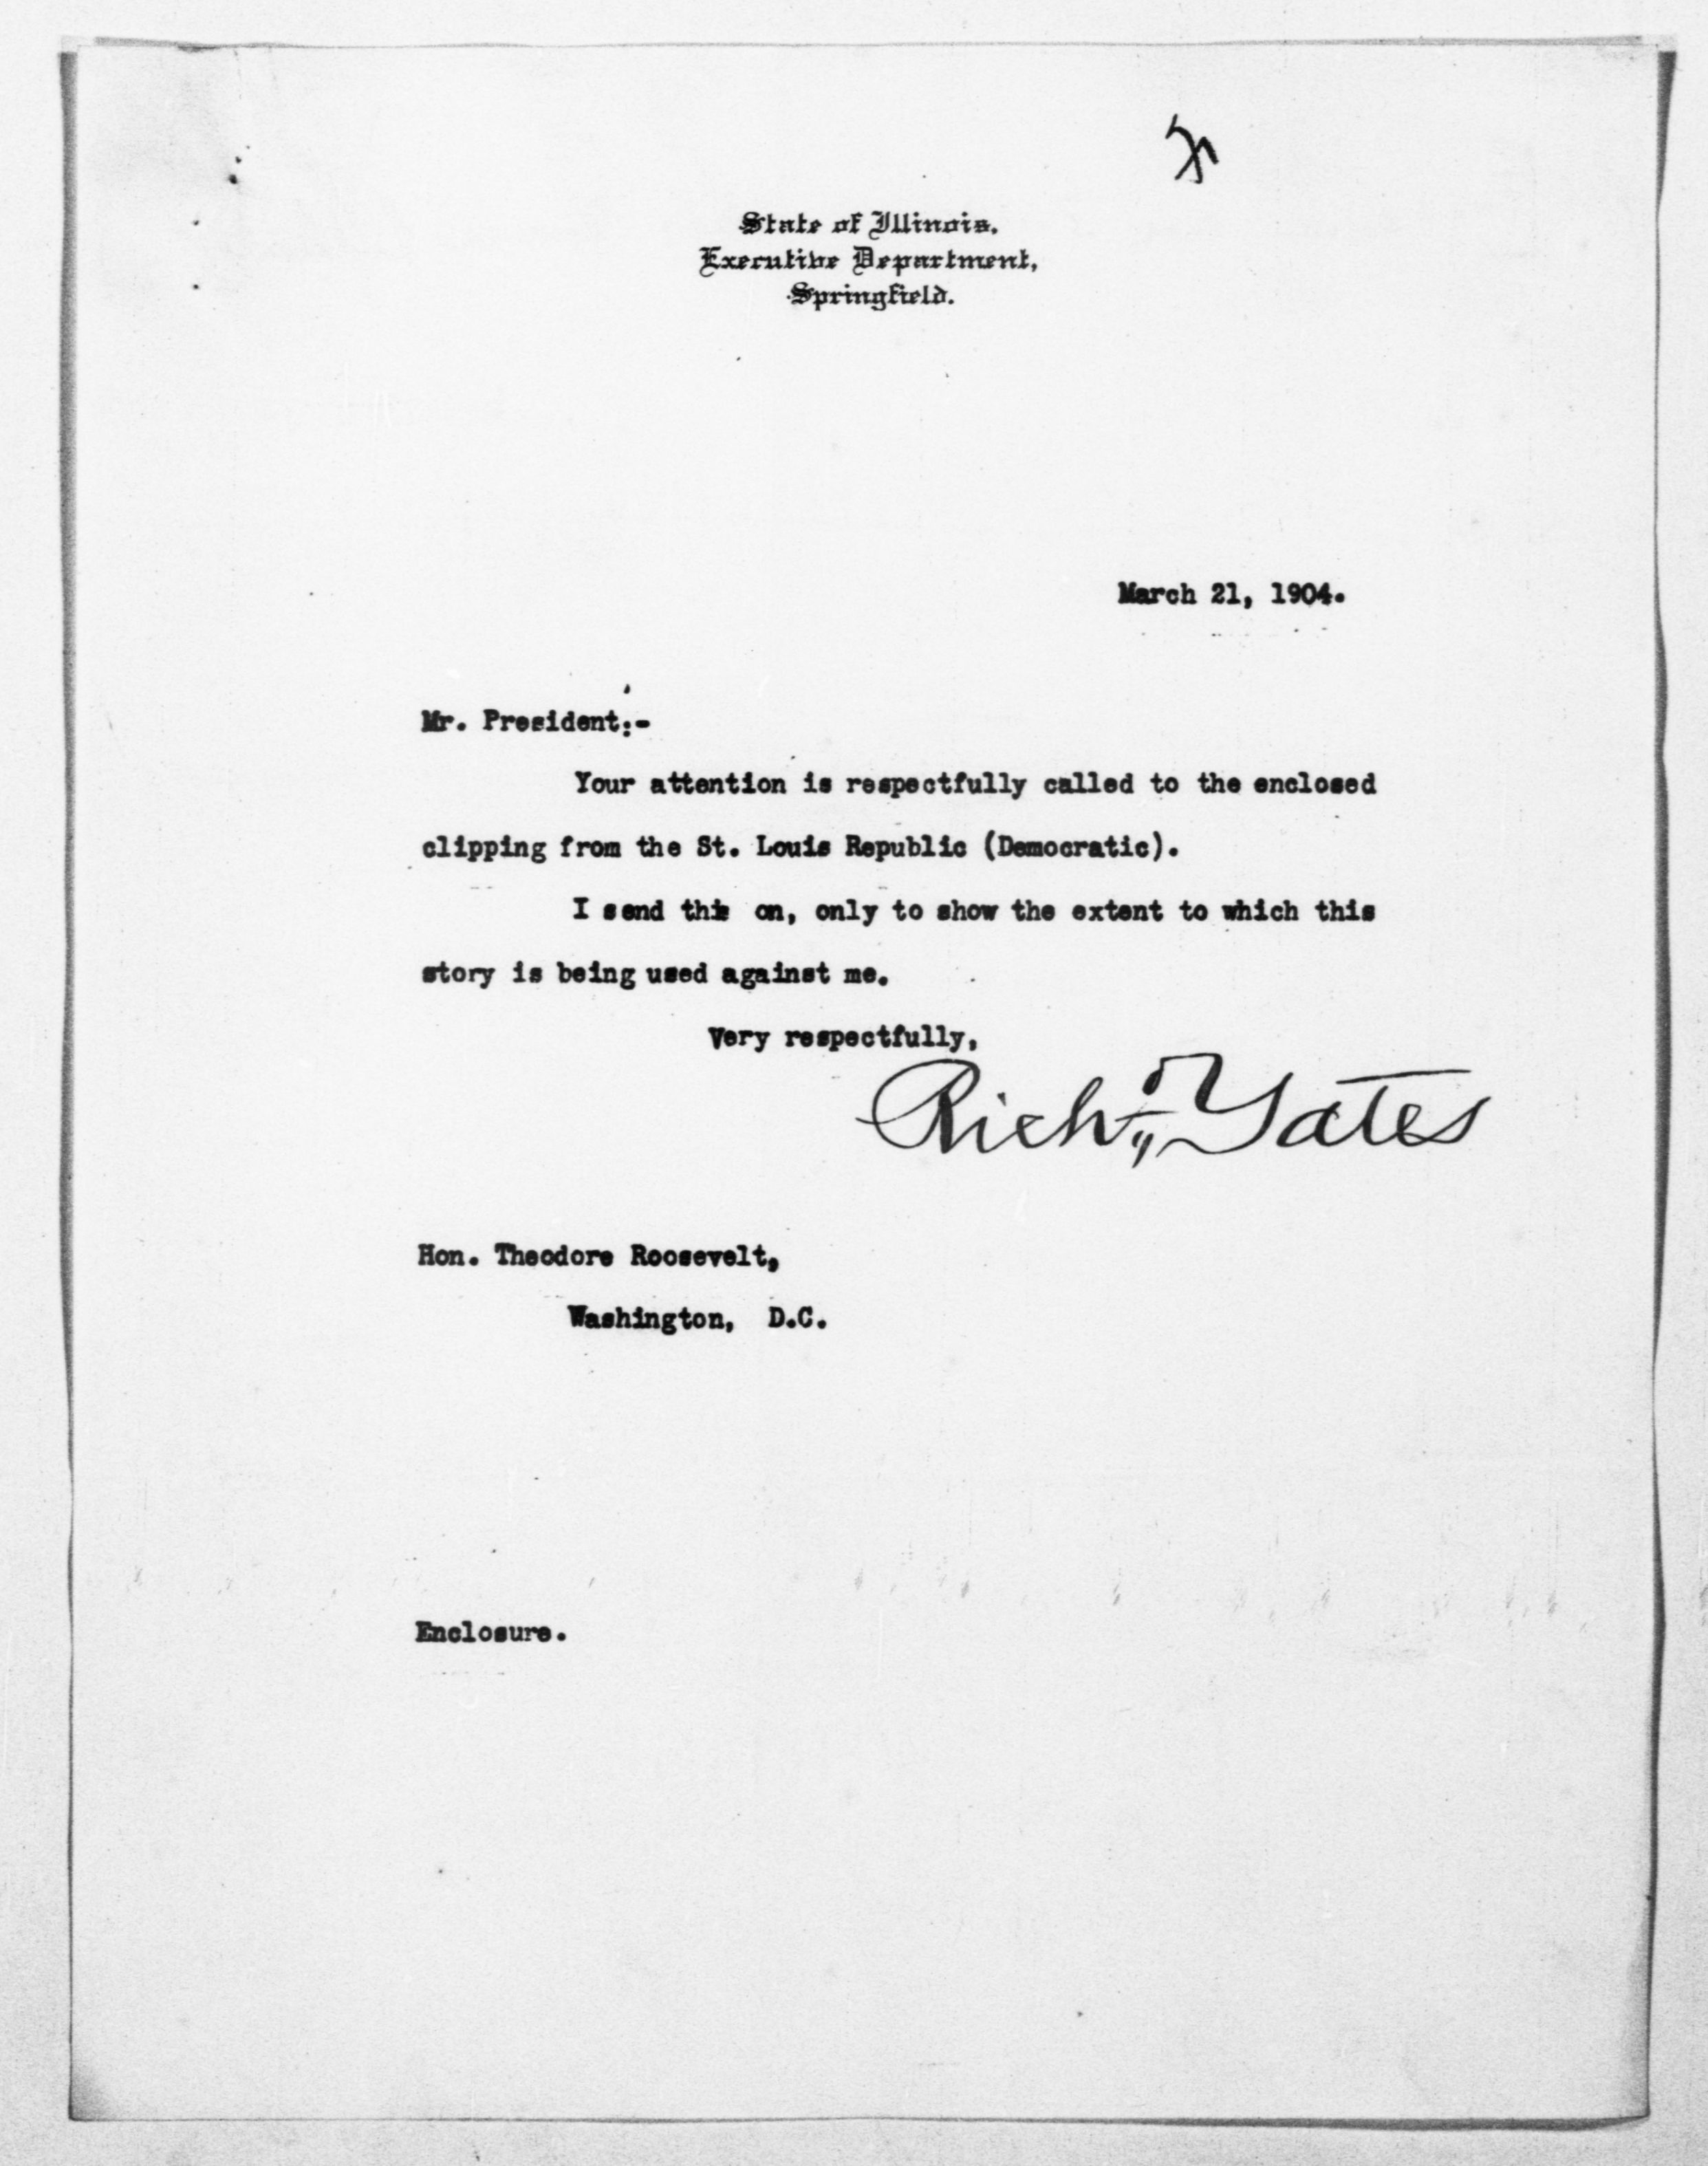 State of Illinois.
Executive Department,
Springfield.
March 21, 1904.
Mr. President:-
Your attention is respectfully called to the enclosed
clipping from the St. Louis Republic (Democratic).
I send this on, only to show the extent to which this
story is being used against me.
Very respectfully,
Richd Yates
Hon. Theodore Roosevelt,
Washington, D.C.
Enclosure.